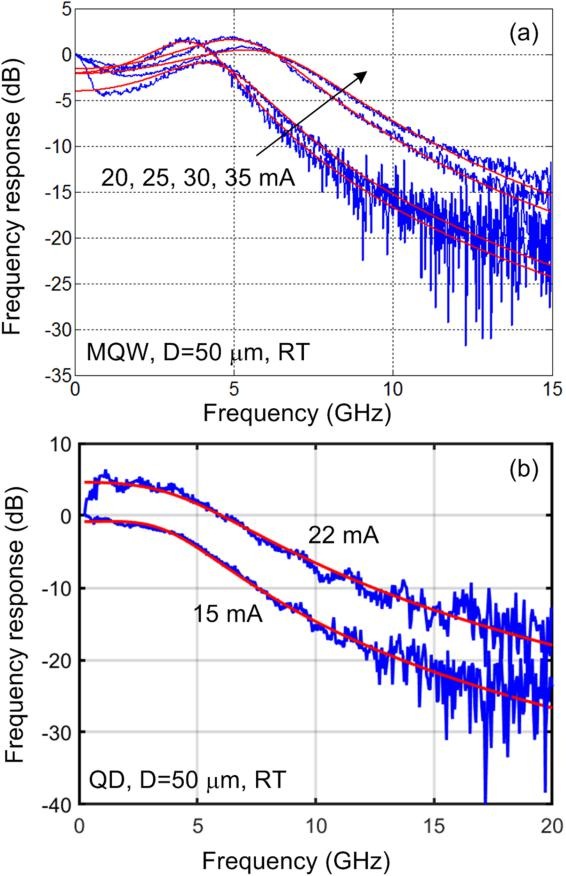 5
(a)
0
-5
-10
20, 25, 30, 35 mA
-15
-20
-25
-30
MQW, D=50 μm, RT
-35
0 5 10 15
Frequency response (dB)
Frequency (GHz)
10
(b)
0
22 mA
-10
15 mA
-20
-30
QD, D=50 μm, RT
-40
0 5 10 15 20
Frequency response (dB)
Frequency (GHz)